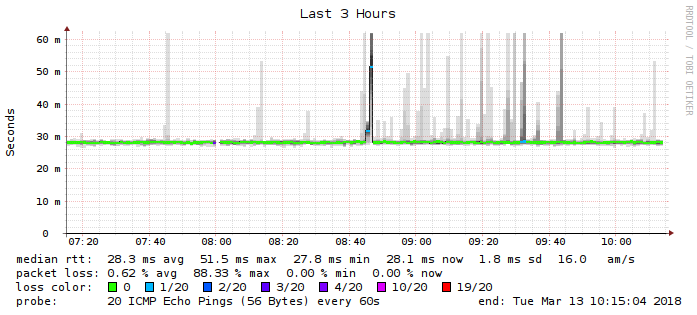 Last 3 Hours
RRDTOOL / TOBI OETIKER
Seconds
60 m
50 m
40 m
30 m
20 m
10 m
0
07:20 07:40 08:00 08:20 08:40 09:00 09:20 09:40 10:00
median rtt: 28.3 ms avg 51.5 ms max 27.8 ms min 28.1 ms now 1.8 ms sd 16.0 am/s
packet loss: 0.62 % avg 88.33 % max 0.00 % min 0.00 % now
loss color: 0 1/20 2/20 3/20 4/20 10/20 19/20
probe: 20 ICMP Echo Pings (56 Bytes) every 60s end: Tue Mar 13 10:15:04 2018